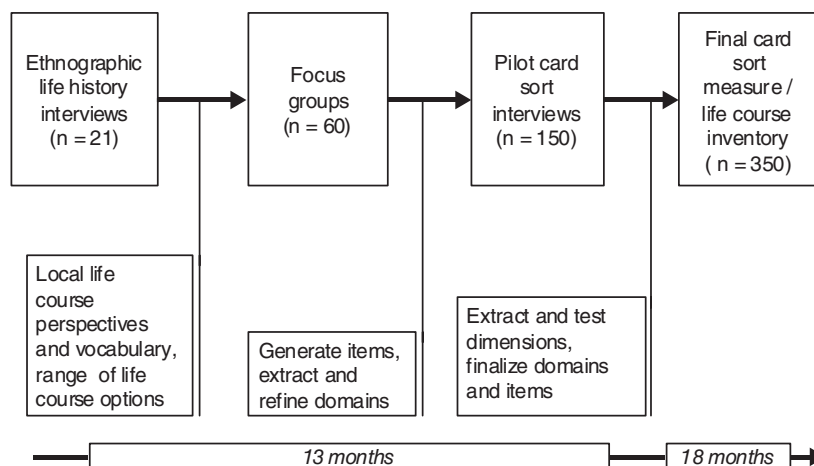 Ethnographic
life history
interviews
(n = 21)
Focus
groups
(n = 60)
Pilot card
sort
interviews
(n = 150)
Final card
sort
measure /
life course
inventory
( n = 350)
Local life
course
perspectives
and vocabulary,
range of life
course options
Generate items,
extract and
refine domains
Extract and test
dimensions,
finalize domains
and items
13 months
18 months